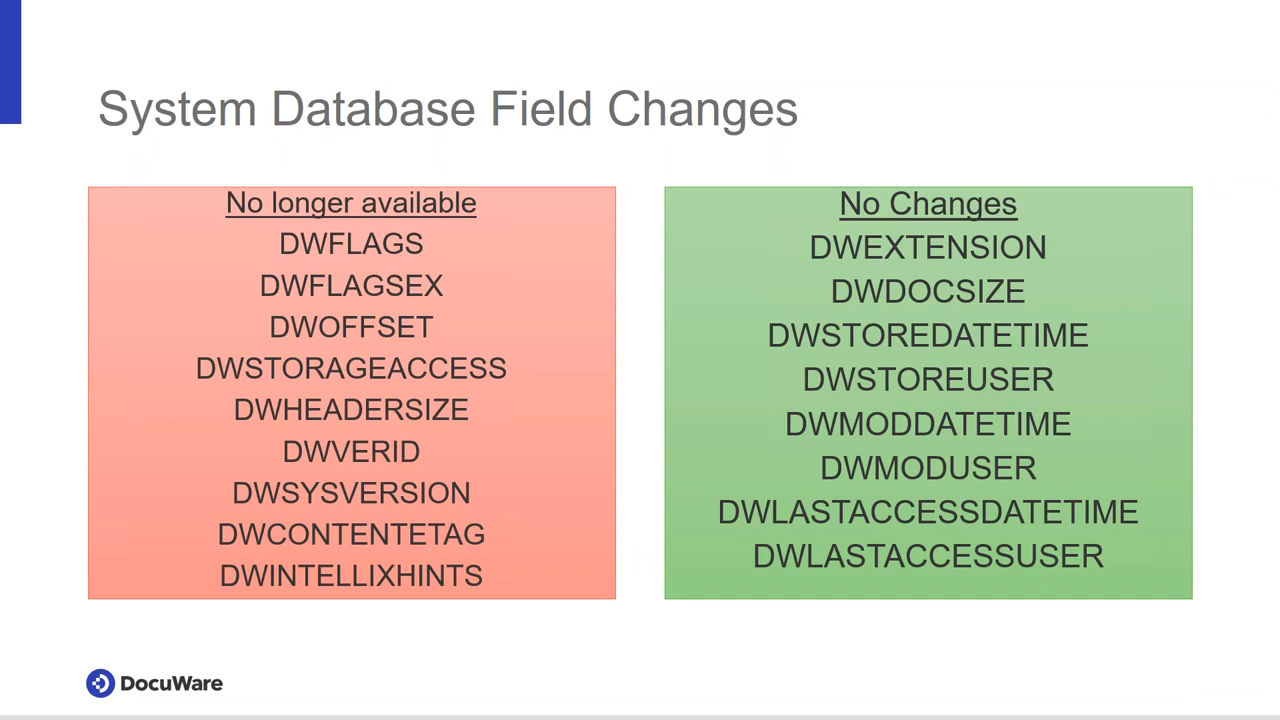 System Database Field Changes
No longer available
DWFLAGS
DWFLAGSEX
DWOFFSET
DWSTORAGEACCESS
DWHEADERSIZE
DWVERID
DWSYSVERSION
DWCONTENTETAG
DWINTELLIXHINTS
No Changes
DWEXTENSION
DWDOCSIZE
DWSTOREDATETIME
DWSTOREUSER
DWMODDATETIME
DWMODUSER
DWLASTACCESSDATETIME
DWLASTACCESSUSER
DocuWare